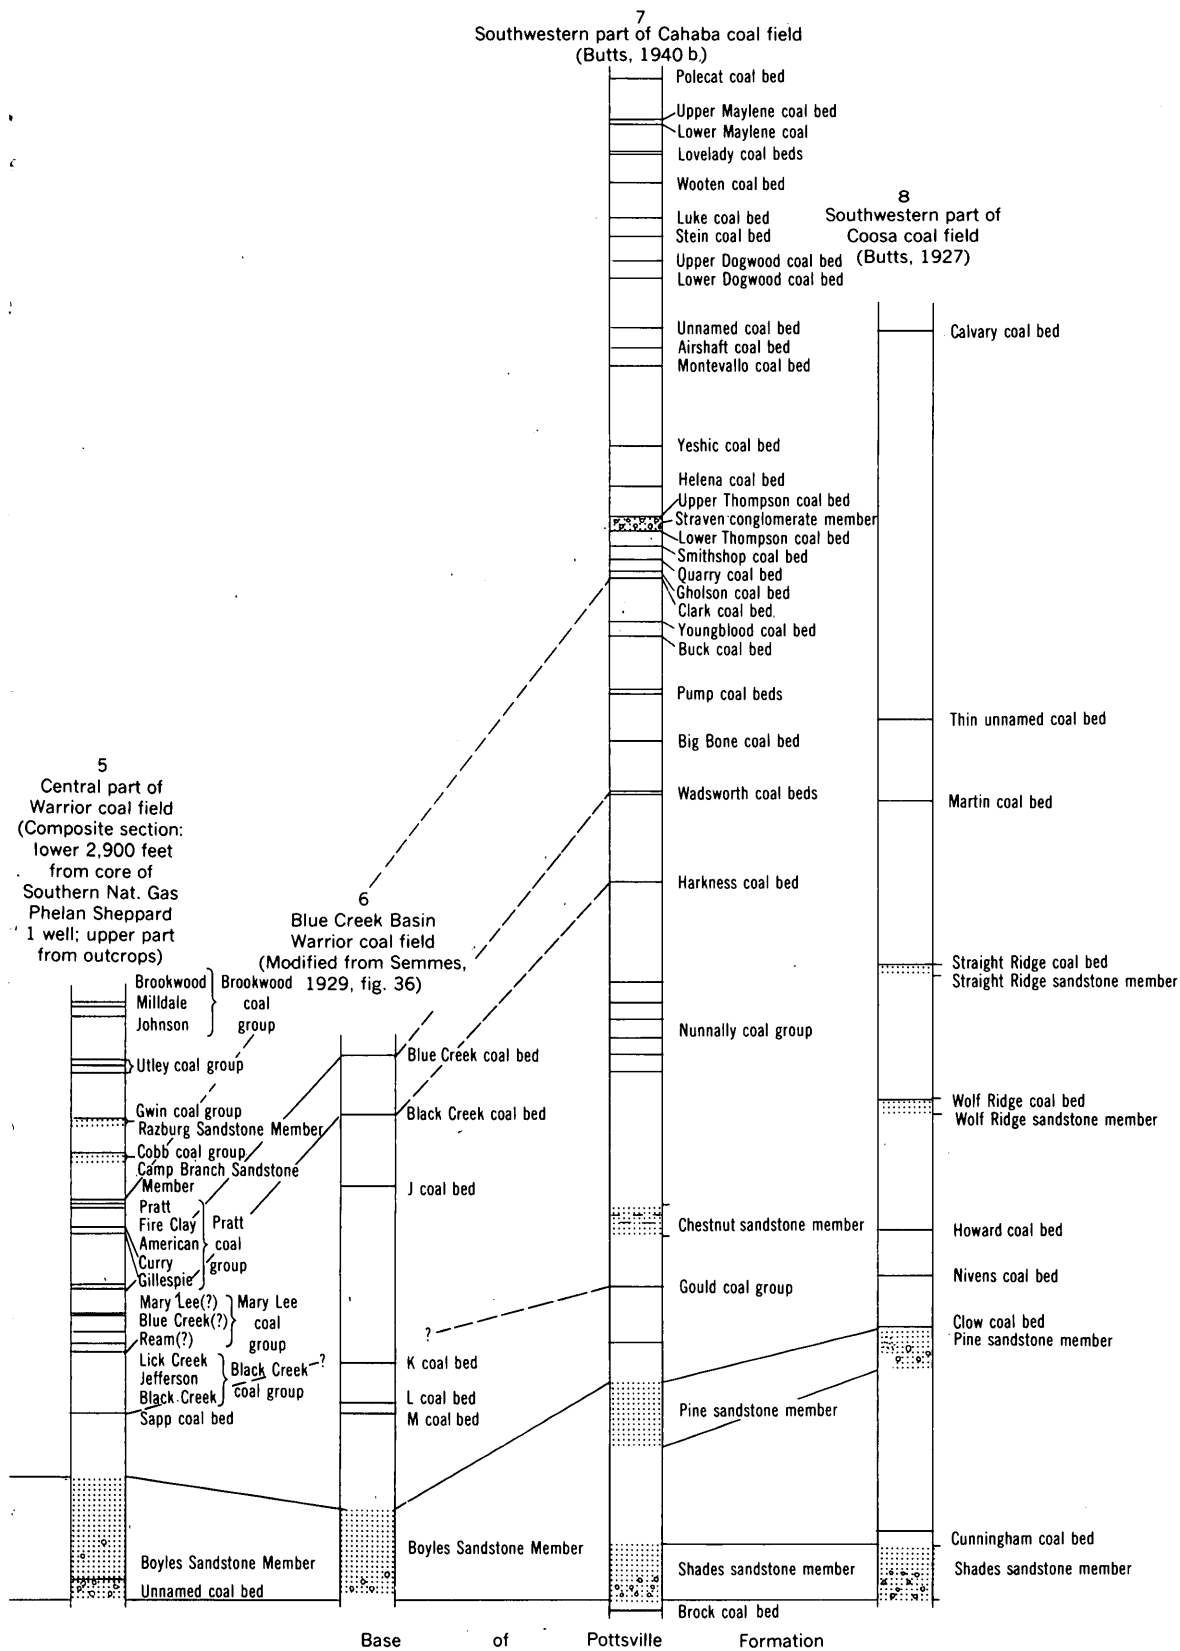 7
Southwestern part of Cahaba coal field
(Butts, 1940 b.)
Polecat coal bed
Upper Maylene coal bed
Lower Maylene coal
Lovelady coal beds
Wooten coal bed
Luke coal bed
Stein coal bed
Upper Dogwood coal bed
Lower Dogwood coal bed
Unnamed coal bed
Airshaft coal bed
Montevallo coal bed
Yeshic coal bed
Helena coal bed
Upper Thompson coal bed
Straven conglomerate member
Lower Thompson coal bed
Smithshop coal bed
Quarry coal bed
Gholson coal bed
Clark coal bed
Youngblood coal bed
Buck coal bed
Pump coal beds
Big Bone coal bed
Wadsworth coal beds
Harkness coal bed
Nunnally coal group
Chestnut sandstone member
Gould coal group
Pine sandstone member
Shades sandstone member
Brock coal bed
8
Southwestern part of
Coosa coal field
(Butts, 1927)
Calvary coal bed
Thin unnamed coal bed
Martin coal bed
Straight Ridge coal bed
Straight Ridge sandstone member
Wolf Ridge coal bed
Wolf Ridge sandstone member
Howard coal bed
Nivens coal bed
Clow coal bed
Pine sandstone member
Cunningham coal bed
Shades sandstone member
5
Central part of
Warrior coal field
(Composite section:
lower 2,900 feet
from core of
Southern Nat. Gas
Phelan Sheppard
1 well; upper part
from outcrops)
Brookwood
Milldale
Johnson
Brookwood
coal
group
Utley coal group
Gwin coal group
Razburg Sandstone Member
Cobb coal group
Camp Branch Sandstone
Member
Pratt
Fire Clay
American
Curry
Gillespie
Pratt
coal
group
Mary Lee(?)
Blue Creek(?)
Ream(?)
Mary Lee
coal
group
Lick Creek
Jefferson
Black Creek
Black Creek
coal group
?
Sapp coal bed
Boyles Sandstone Member
Unnamed coal bed
6
Blue Creek Basin
Warrior coal field
(Modified from Semmes,
1929, fig. 36)
Blue Creek coal bed
Black Creek coal bed
J coal bed
?
K coal bed
L coal bed
M coal bed
Boyles Sandstone Member
Base of Pottsville Formation